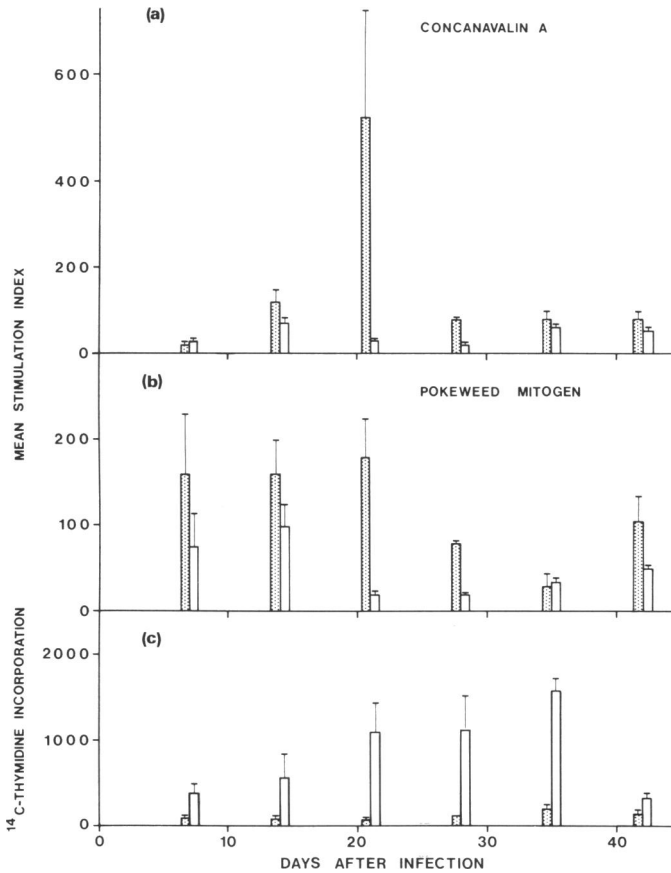 (a)
CONCANAVALIN A
600
400
200
0
MEAN STIMULATION INDEX
(b)
POKEWEED MITOGEN
200
100
0
¹⁴C-THYMIDINE INCORPORATION
(c)
2000
1000
0
0 10 20 30 40
DAYS AFTER INFECTION